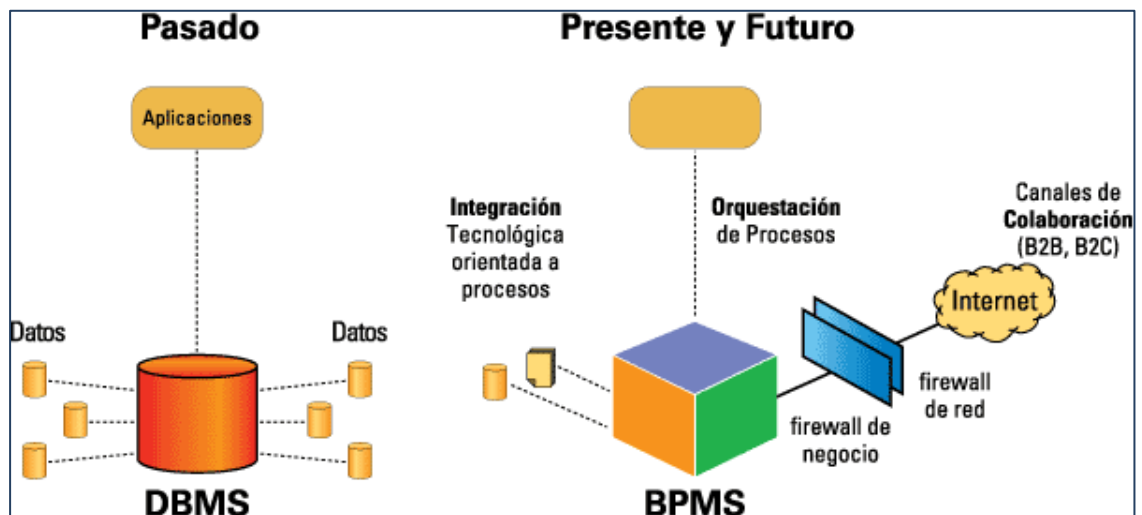 Pasado
Presente y Futuro
Aplicaciones
Integración
Tecnológica
orientada a
procesos
Orquestación
de Procesos
Canales de
Colaboración
(B2B, B2C)
Internet
Datos
Datos
firewall
de red
firewall de
negocio
DBMS
BPMS